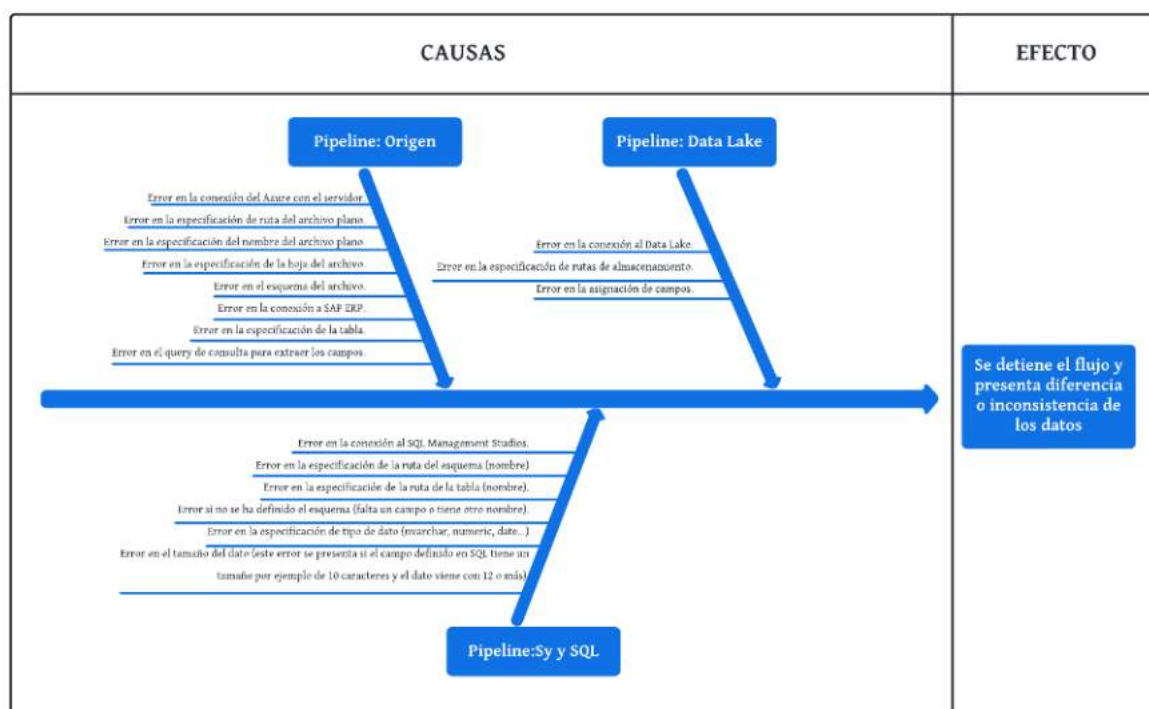 CAUSAS
EFECTO
Pipeline: Origen
Pipeline: Data Lake
Error en la conexión del Azure con el servidor.
Error en la especificación de ruta del archivo plano.
Error en la especificación del nombre del archivo plano.
Error en la especificación de la hoja del archivo.
Error en el esquema del archivo.
Error en la conexión a SAP ERP.
Error en la especificación de la tabla.
Error en el query de consulta para extraer los campos.
Error en la conexión al Data Lake.
Error en la especificación de rutas de almacenamiento.
Error en la asignación de campos.
Se detiene el flujo y
presenta diferencia
o inconsistencia de
los datos
Error en la conexión al SQL Management Studios.
Error en la especificación de la ruta del esquema (nombre)
Error en la especificación de la ruta de la tabla (nombre).
Error si no se ha definido el esquema (falta un campo o tiene otro nombre).
Error en la especificación de tipo de dato (nvarchar, numeric, date...)
Error en el tamaño del dato (este error se presenta si el campo definido en SQL tiene un
tamaño por ejemplo de 10 caracteres y el dato viene con 12 o más)
Pipeline:Sy y SQL